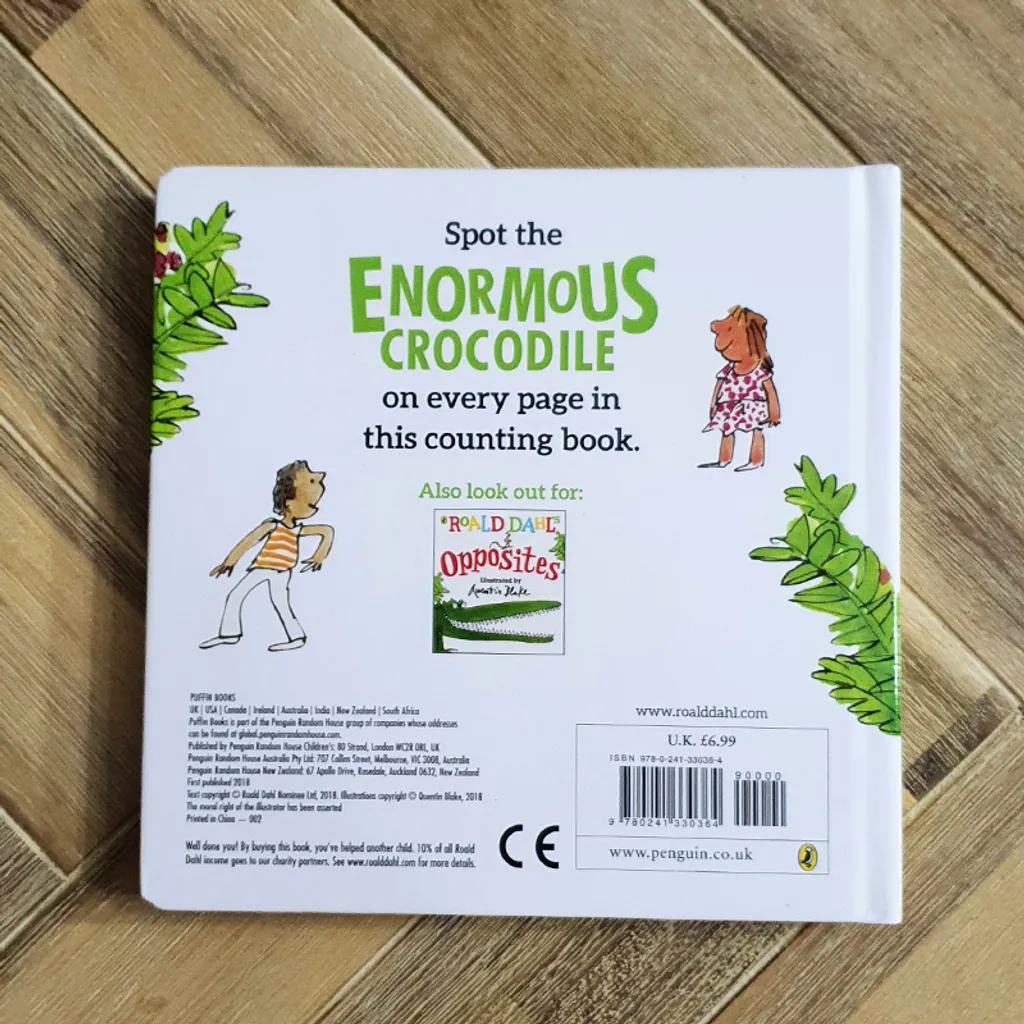 Spot the
ENORMOUS
CROCODILE
on every page in
this counting book.
Also look out for:
ROALD DAHL'S
Opposites
Illustrated by
Quentin Blake
PUFFIN BOOKS
UK | USA | Canada | Ireland | Australia | India | New Zealand | South Africa
Puffin Books is part of the Penguin Random House group of companies whose addresses
can be found at global.penguinrandomhouse.com.
Published by Penguin Random House Children's: 80 Strand, London WC2R 0RL, UK
Penguin Random House Australia Pty Ltd: 707 Collins Street, Melbourne, VIC 3008, Australia
Penguin Random House New Zealand: 67 Apollo Drive, Rosedale, Auckland 0632, New Zealand
First published 2018
Text copyright © Roald Dahl Nominee Ltd, 2018. Illustrations copyright © Quentin Blake, 2018
The moral right of the illustrator has been asserted
Printed in China — 002
Well done you! By buying this book, you've helped another child. 10% of all Roald
Dahl income goes to our charity partners. See www.roalddahl.com for more details.
CE
www.roalddahl.com
U.K. £6.99
ISBN 978-0-241-33036-4
90000
9 780241 330364
www.penguin.co.uk